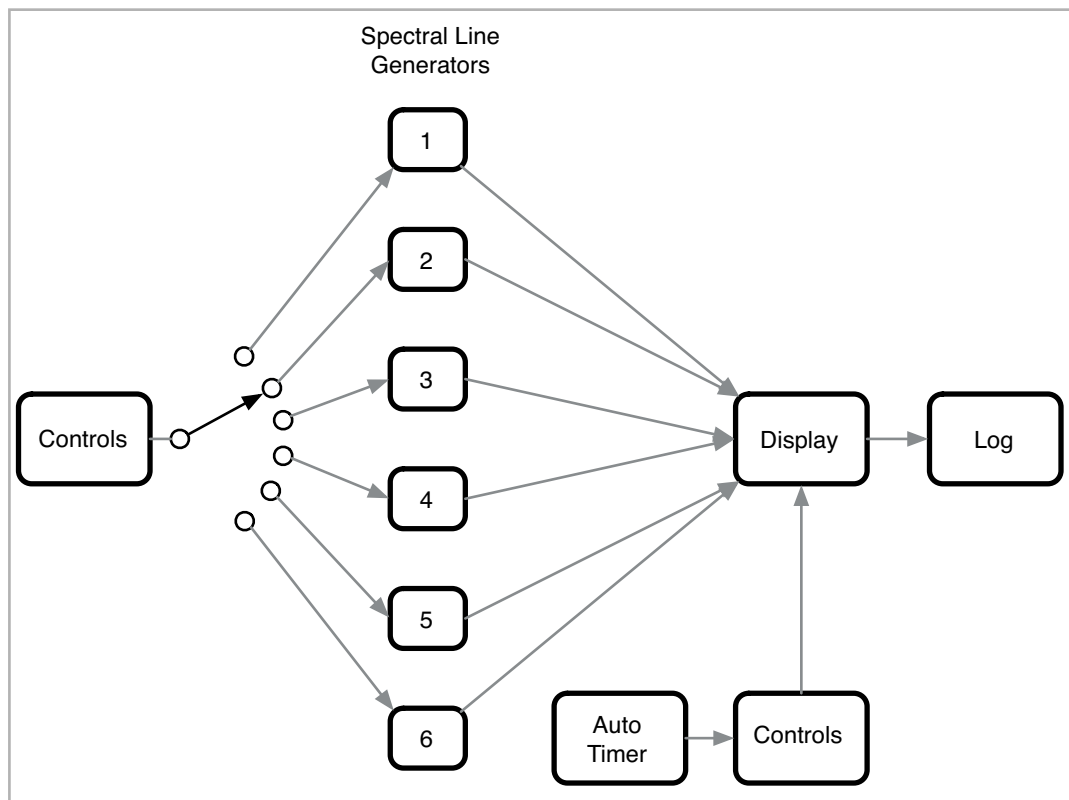 Spectral Line
Generators
1
2
3
Controls
Display
Log
4
5
6
Auto
Timer
Controls